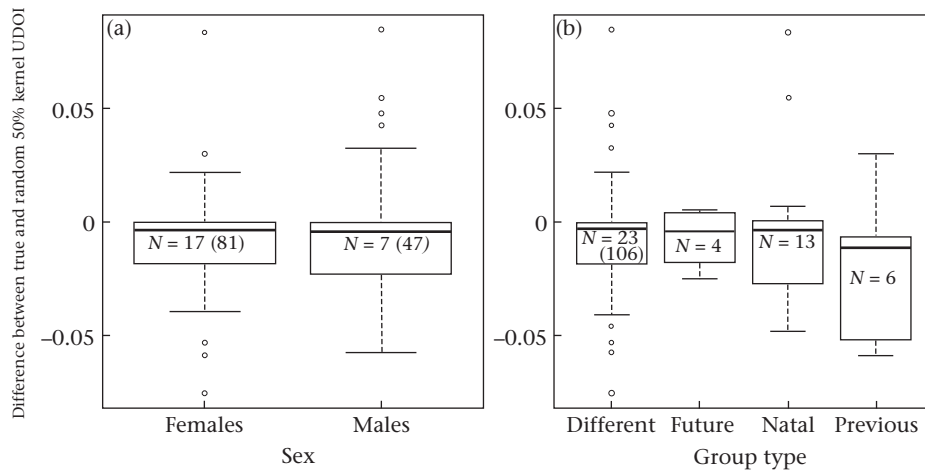 Difference between true and random 50% kernel UDOI
(a)
0.05
0
−0.05
N = 17 (81)
N = 7 (47)
Females Males
Sex
(b)
0.05
0
−0.05
N = 23
(106)
N = 4
N = 13
N = 6
Different Future Natal Previous
Group type